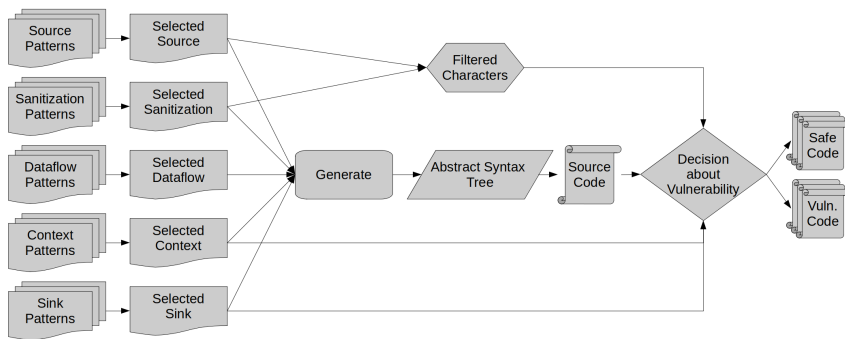 Source
Patterns
Selected
Source
Filtered
Characters
Sanitization
Patterns
Selected
Sanitization
Dataflow
Patterns
Selected
Dataflow
Generate
Abstract Syntax
Tree
Source
Code
Decision
about
Vulnerability
Safe
Code
Vuln.
Code
Context
Patterns
Selected
Context
Sink
Patterns
Selected
Sink